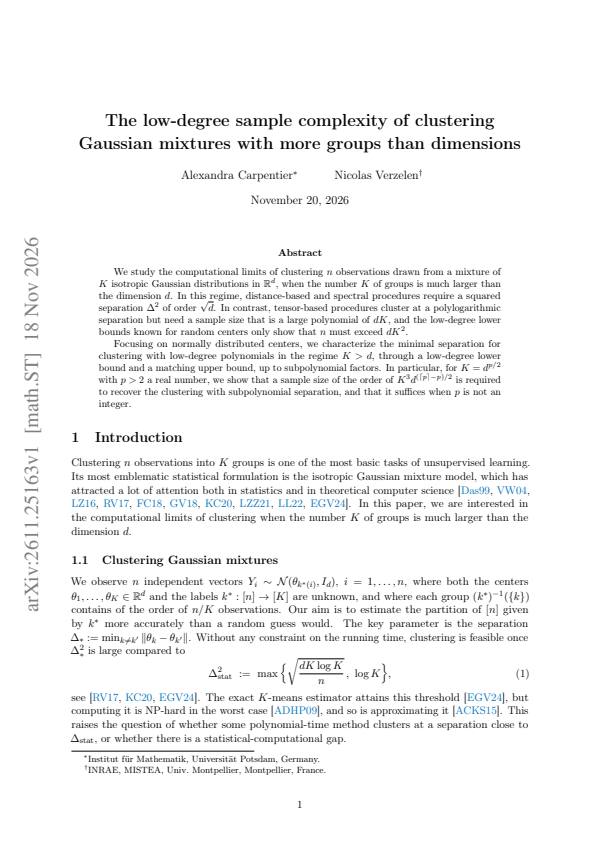 The low-degree sample complexity of clustering
Gaussian mixtures with more groups than dimensions
Alexandra Carpentier* Nicolas Verzelen†
November 20, 2026
arXiv:2611.25163v1 [math.ST] 18 Nov 2026
Abstract
We study the computational limits of clustering n observations drawn from a mixture of
K isotropic Gaussian distributions in ℝ^d, when the number K of groups is much larger than
the dimension d. In this regime, distance-based and spectral procedures require a squared
separation Δ² of order √d. In contrast, tensor-based procedures cluster at a polylogarithmic
separation but need a sample size that is a large polynomial of dK, and the low-degree lower
bounds known for random centers only show that n must exceed dK².
Focusing on normally distributed centers, we characterize the minimal separation for
clustering with low-degree polynomials in the regime K > d, through a low-degree lower
bound and a matching upper bound, up to subpolynomial factors. In particular, for K = d^{p/2}
with p > 2 a real number, we show that a sample size of the order of K³d^{(⌈p⌉−p)/2} is required
to recover the clustering with subpolynomial separation, and that it suffices when p is not an
integer.
1 Introduction
Clustering n observations into K groups is one of the most basic tasks of unsupervised learning.
Its most emblematic statistical formulation is the isotropic Gaussian mixture model, which has
attracted a lot of attention both in statistics and in theoretical computer science [Das99, VW04,
LZ16, RV17, FC18, GV18, KC20, LZZ21, LL22, EGV24]. In this paper, we are interested in
the computational limits of clustering when the number K of groups is much larger than the
dimension d.
1.1 Clustering Gaussian mixtures
We observe n independent vectors Y_i ∼ 𝒩(θ_{k*(i)}, I_d), i = 1, . . . , n, where both the centers
θ_1, . . . , θ_K ∈ ℝ^d and the labels k* : [n] → [K] are unknown, and where each group (k*)^{−1}({k})
contains of the order of n/K observations. Our aim is to estimate the partition of [n] given
by k* more accurately than a random guess would. The key parameter is the separation
Δ_* := min_{k≠k′} ‖θ_k − θ_{k′}‖. Without any constraint on the running time, clustering is feasible once
Δ_*² is large compared to
Δ²_stat := max{√(dK log K / n), log K}, (1)
see [RV17, KC20, EGV24]. The exact K-means estimator attains this threshold [EGV24], but
computing it is NP-hard in the worst case [ADHP09], and so is approximating it [ACKS15]. This
raises the question of whether some polynomial-time method clusters at a separation close to
Δ_stat, or whether there is a statistical-computational gap.
*Institut für Mathematik, Universität Potsdam, Germany.
†INRAE, MISTEA, Univ. Montpellier, Montpellier, France.
1